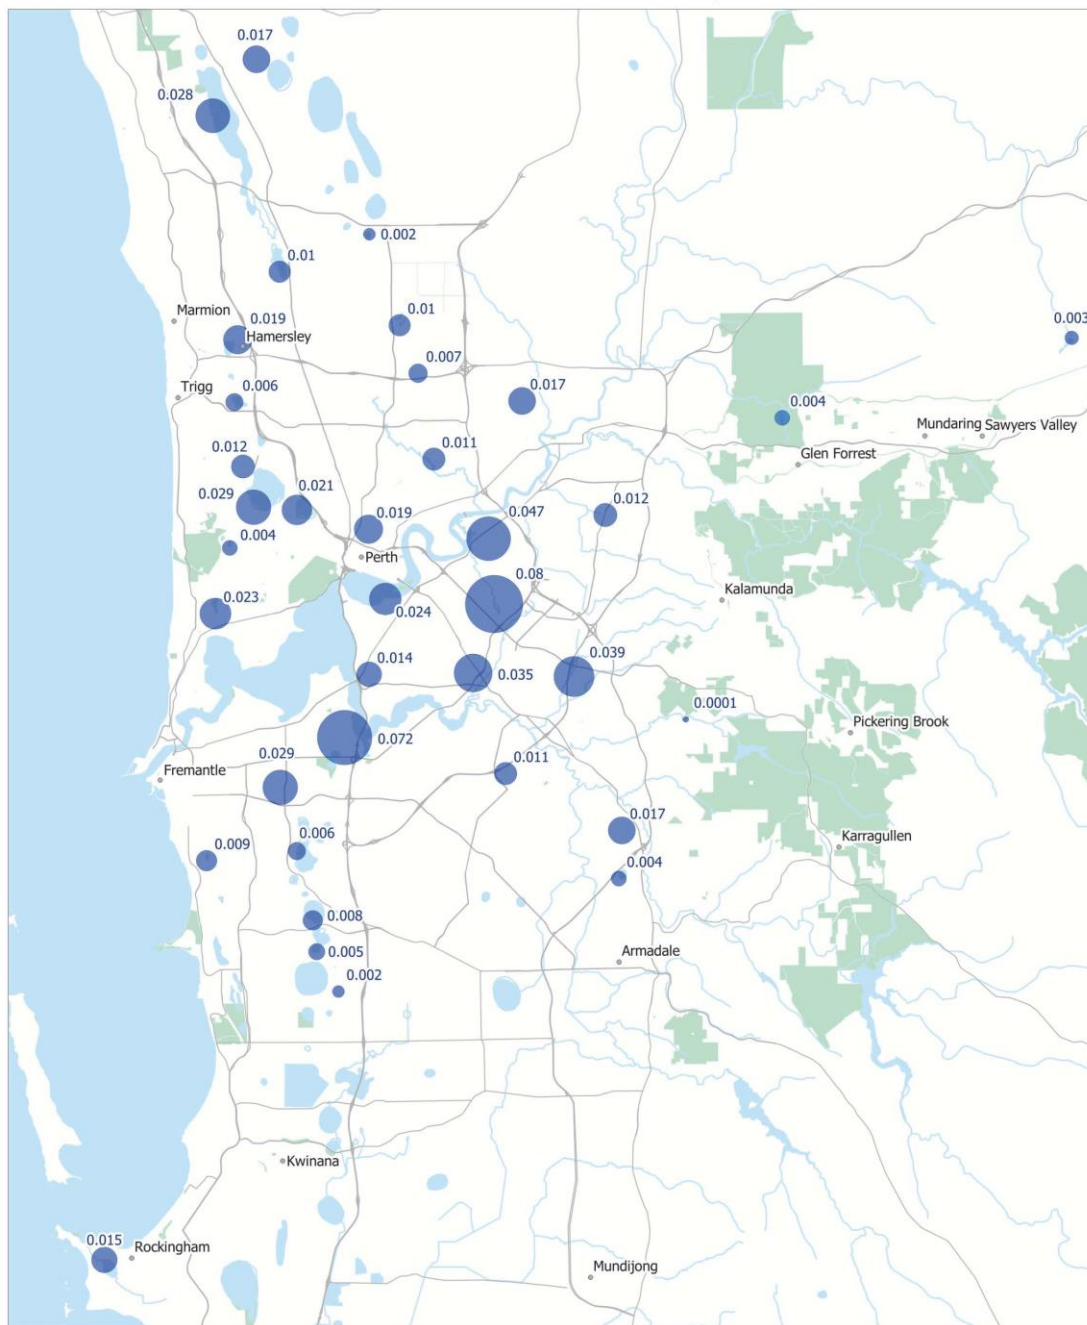 0.017
0.028
0.002
0.01
Marmion
0.01
0.019
Hamersley
0.003
0.007
Trigg
0.006
0.017
0.004
Mundaring
Sawyers Valley
0.011
Glen Forrest
0.012
0.029
0.021
0.012
0.047
0.019
0.004
Perth
0.08
Kalamunda
0.023
0.024
0.014
0.035
0.039
0.0001
Pickering Brook
0.072
Fremantle
0.029
0.011
0.017
Karragullen
0.009
0.006
0.004
0.008
0.005
Armadale
0.002
Kwinana
0.015
Rockingham
Mundijong